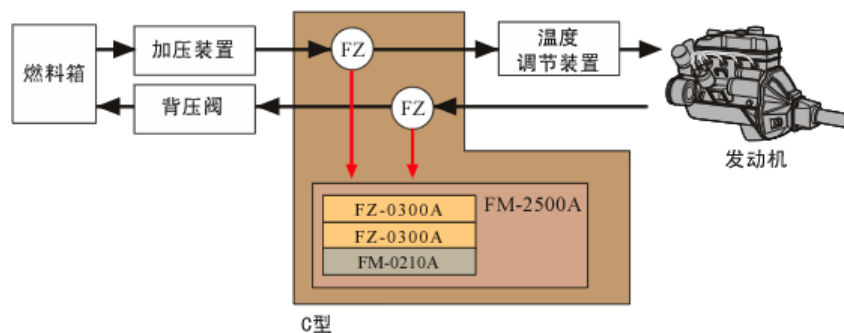 燃料箱
加压装置
FZ
温度
调节装置
背压阀
FZ
发动机
FZ-0300A
FM-2500A
FZ-0300A
FM-0210A
C型